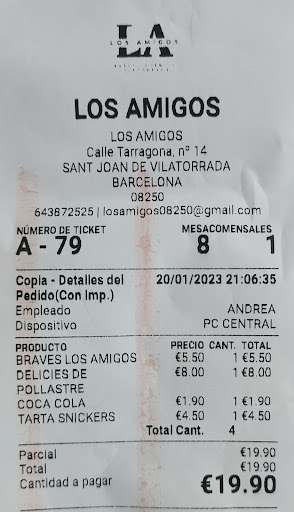 LA
LOS AMIGOS
LOS AMIGOS
LOS AMIGOS
Calle Tarragona, nº 14
SANT JOAN DE VILATORRADA
BARCELONA
08250
643872525 | losamigos08250@gmail.com
NÚMERO DE TICKET MESA COMENSALES
A - 79 8 1
Copia - Detalles del 20/01/2023 21:06:35
Pedido(Con Imp.)
Empleado ANDREA
Dispositivo PC CENTRAL
PRODUCTO PRECIO CANT. TOTAL
BRAVES LOS AMIGOS €5.50 1 €5.50
DELICIES DE €8.00 1 €8.00
POLLASTRE
COCA COLA €1.90 1 €1.90
TARTA SNICKERS €4.50 1 €4.50
Total Cant. 4
Parcial €19.90
Total €19.90
Cantidad a pagar €19.90